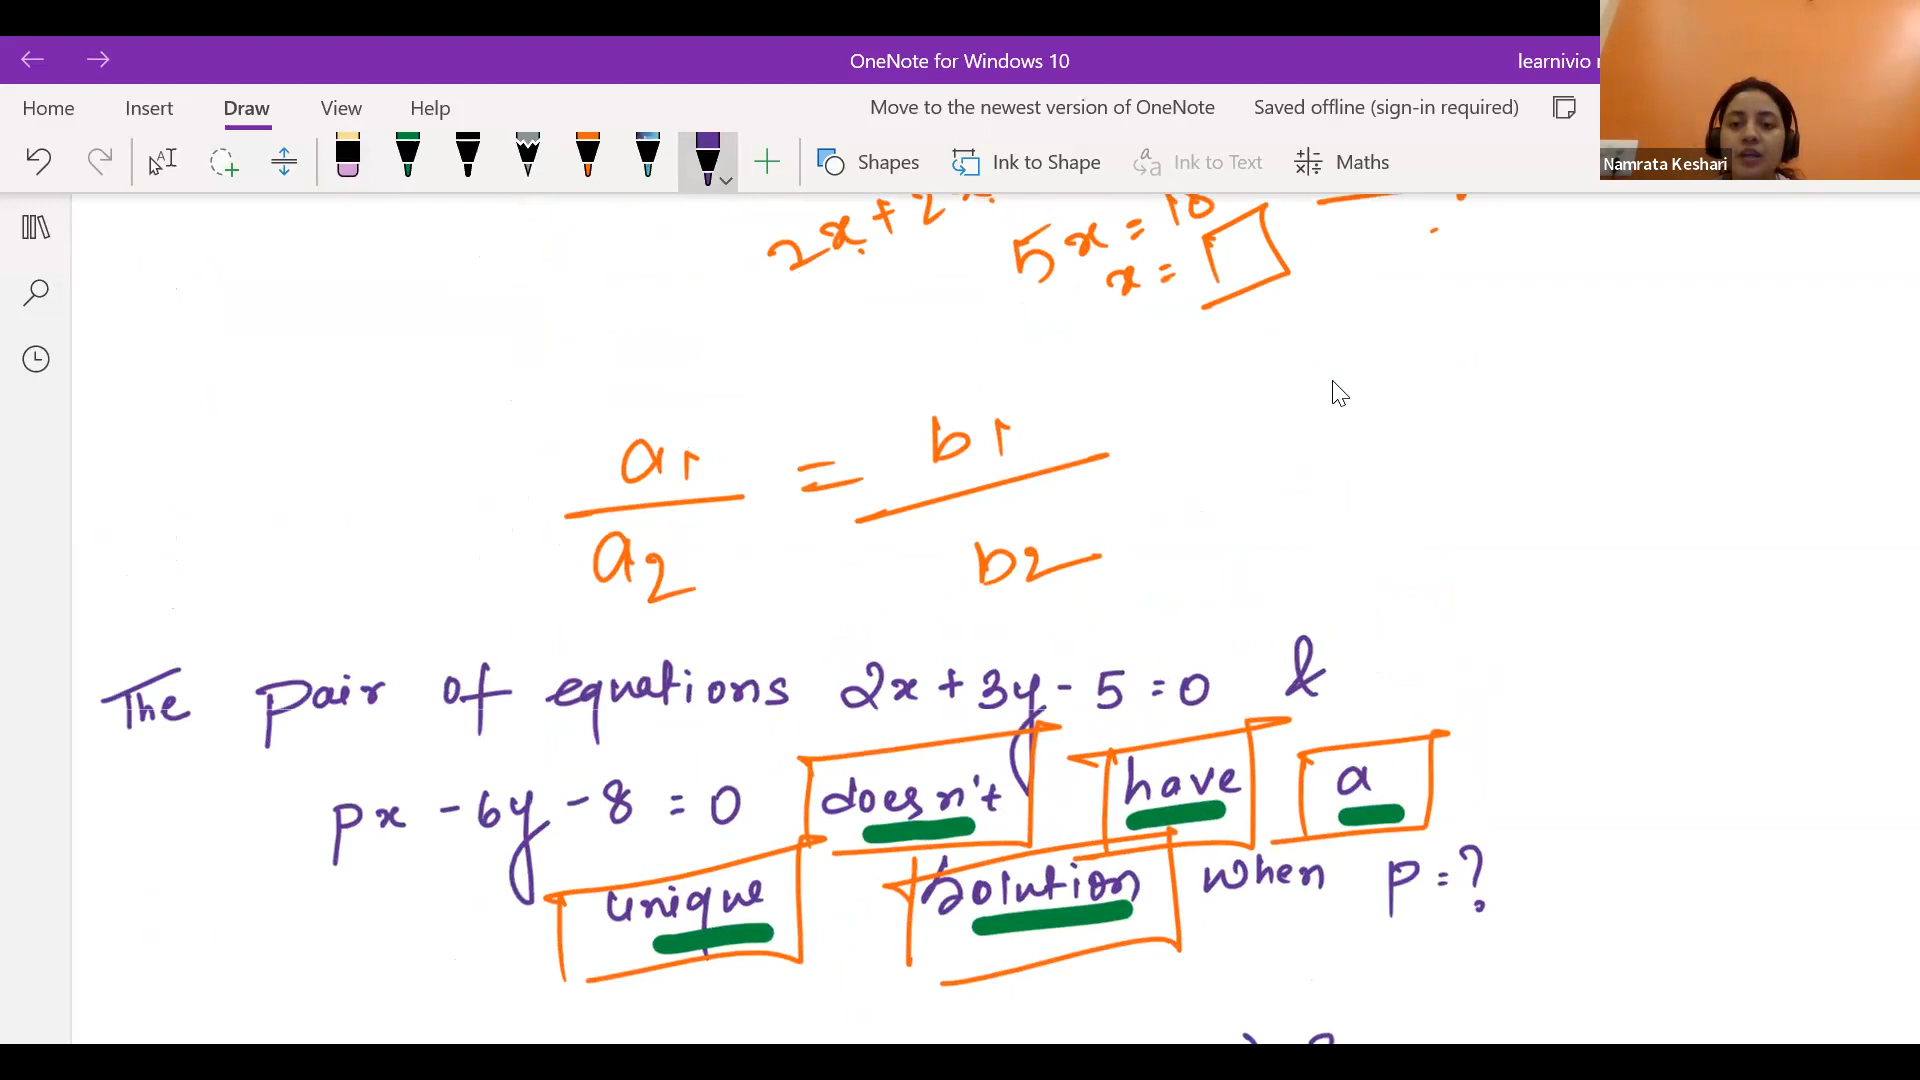 OneNote for Windows 10
learnivio
Home Insert Draw View Help
Move to the newest version of OneNote Saved offline (sign-in required)
Shapes Ink to Shape Ink to Text Maths
Namrata Keshari
2x + 2
5x = 10
x =
a1 = b1
a2 b2
The pair of equations 2x + 3y - 5 = 0 &
px - 6y - 8 = 0 doesn't have a
unique solution when p = ?